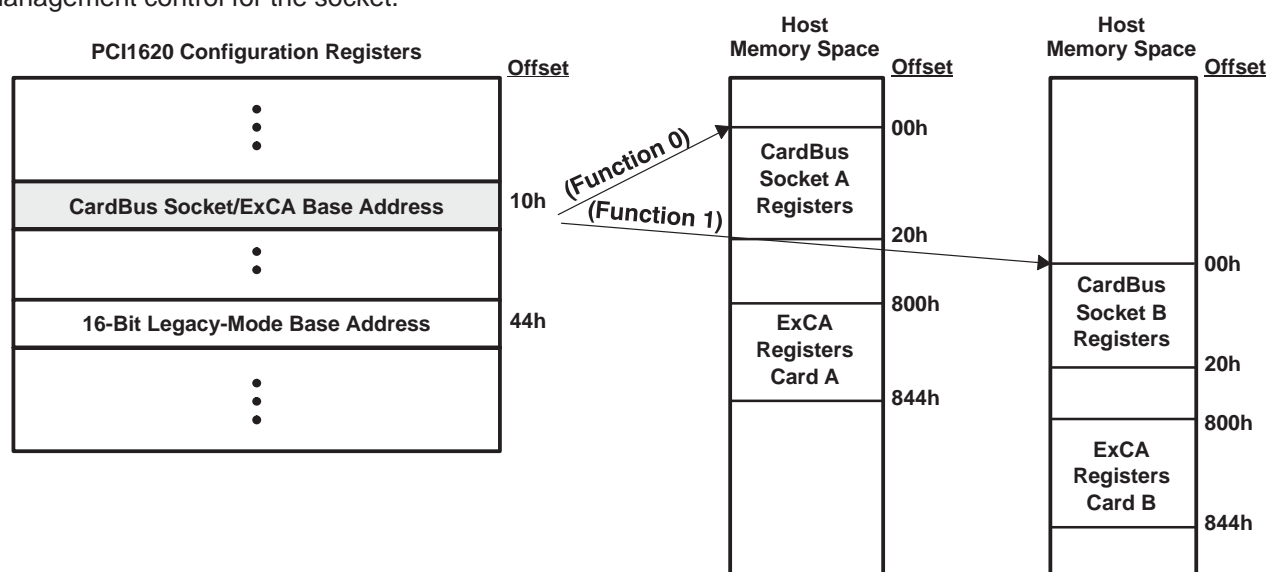 anagement control for the socket.
PCI1620 Configuration Registers
Offset
CardBus Socket/ExCA Base Address
10h
16-Bit Legacy-Mode Base Address
44h
(Function 0)
(Function 1)
Host
Memory Space
Offset
00h
CardBus
Socket A
Registers
20h
800h
ExCA
Registers
Card A
844h
Host
Memory Space
Offset
00h
CardBus
Socket B
Registers
20h
800h
ExCA
Registers
Card B
844h